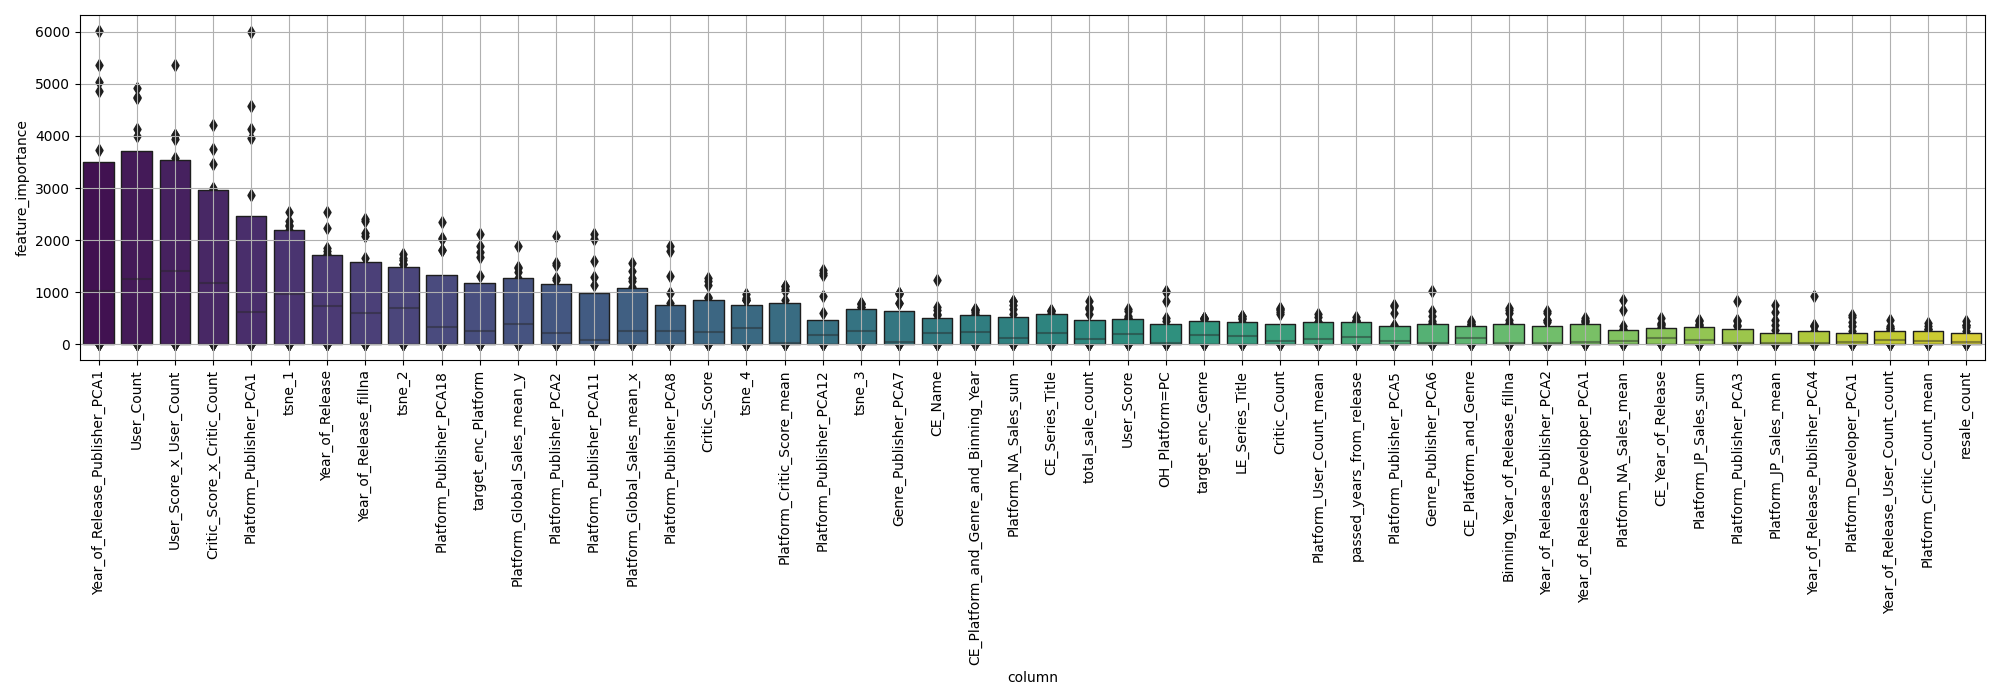 feature_importance
6000
5000
4000
3000
2000
1000
0
Year_of_Release_Publisher_PCA1
User_Count
User_Score_x_User_Count
Critic_Score_x_Critic_Count
Platform_Publisher_PCA1
tsne_1
Year_of_Release
Year_of_Release_fillna
tsne_2
Platform_Publisher_PCA18
target_enc_Platform
Platform_Global_Sales_mean_y
Platform_Publisher_PCA2
Platform_Publisher_PCA11
Platform_Global_Sales_mean_x
Platform_Publisher_PCA8
Critic_Score
tsne_4
Platform_Critic_Score_mean
Platform_Publisher_PCA12
tsne_3
Genre_Publisher_PCA7
CE_Name
CE_Platform_and_Genre_and_Binning_Year
Platform_NA_Sales_sum
CE_Series_Title
total_sale_count
User_Score
OH_Platform=PC
target_enc_Genre
LE_Series_Title
Critic_Count
Platform_User_Count_mean
passed_years_from_release
Platform_Publisher_PCA5
Genre_Publisher_PCA6
CE_Platform_and_Genre
Binning_Year_of_Release_fillna
Year_of_Release_Publisher_PCA2
Year_of_Release_Developer_PCA1
Platform_NA_Sales_mean
CE_Year_of_Release
Platform_JP_Sales_sum
Platform_Publisher_PCA3
Platform_JP_Sales_mean
Year_of_Release_Publisher_PCA4
Platform_Developer_PCA1
Year_of_Release_User_Count_count
Platform_Critic_Count_mean
resale_count
column